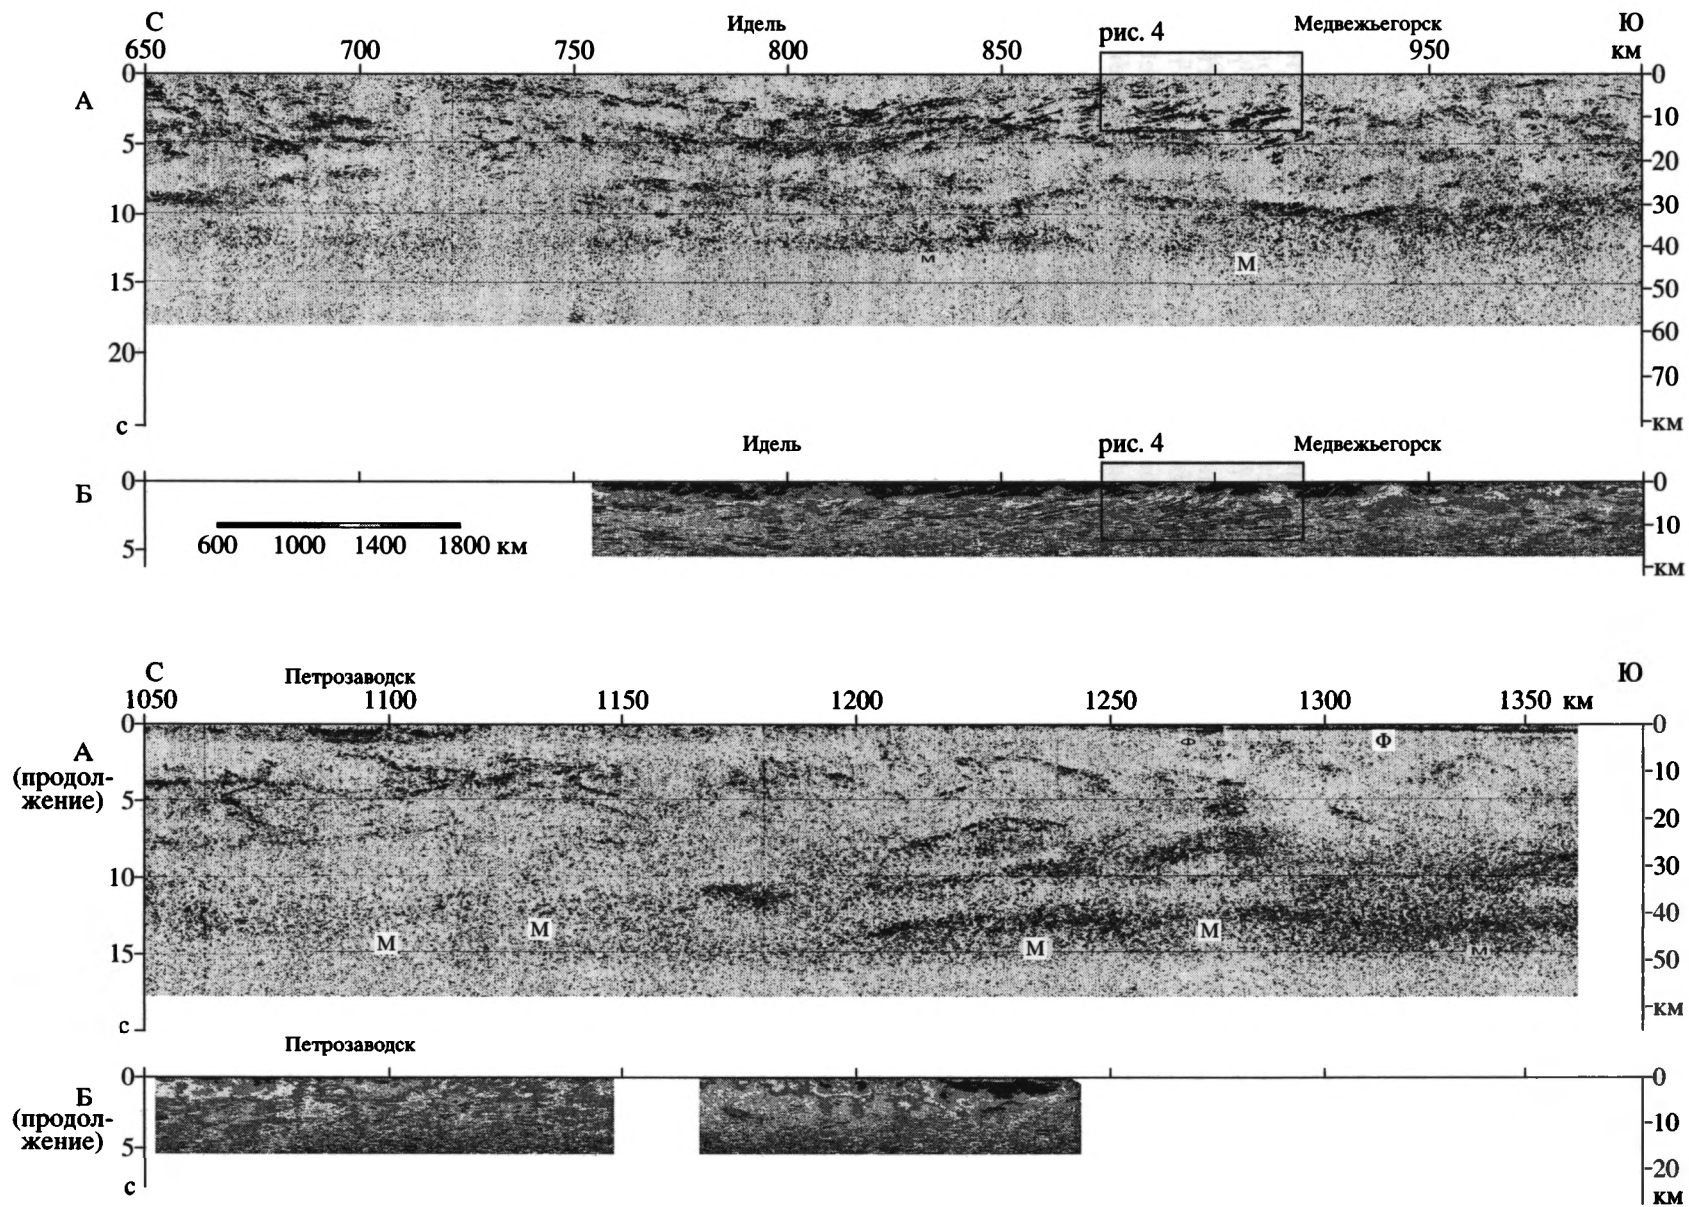 С Идель Медвежьегорск Ю
650 700 750 800 850 рис. 4 950 км
А
0 0
10
5
20
10 30
40
М М
15 50
60
20
70
с км
Идель рис. 4 Медвежьегорск
Б
0 0
10
5
км
600 1000 1400 1800 км
С Петрозаводск Ю
1050 1100 1150 1200 1250 1300 1350 км
0 0
А
(продол-
жение)
Ф Ф Ф
10
5
20
30
10
40
М М М М М
15
50
с км
Петрозаводск
0 0
Б
(продол-
жение)
10
5
20
с км